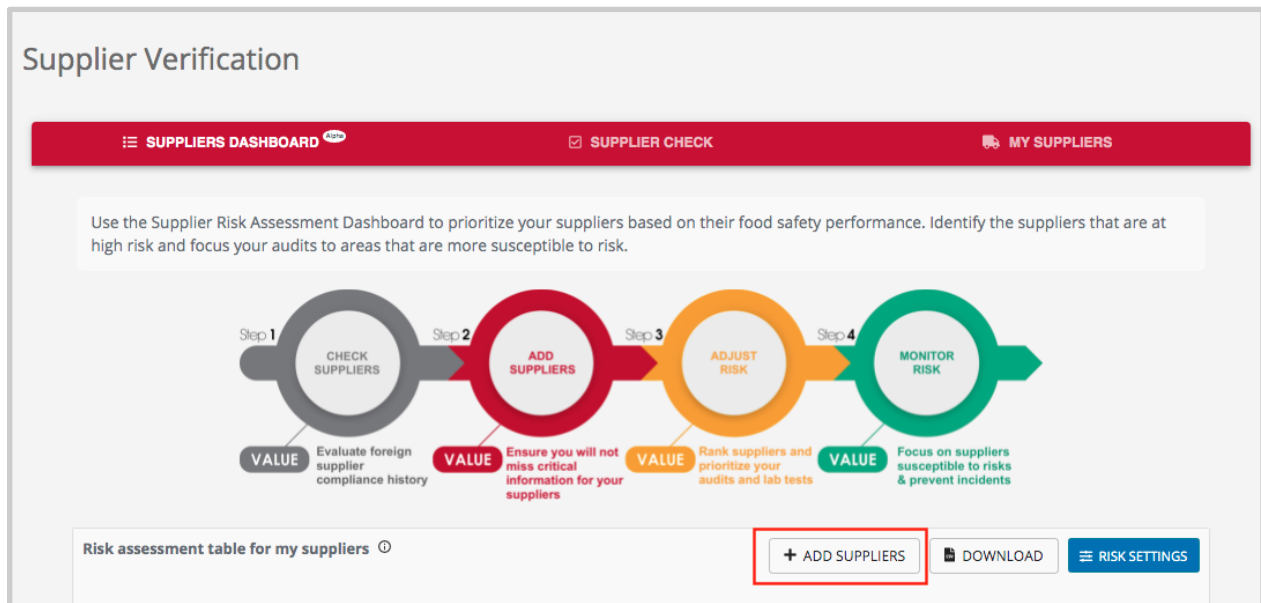 Supplier Verification
SUPPLIERS DASHBOARD Alpha
SUPPLIER CHECK
MY SUPPLIERS
Use the Supplier Risk Assessment Dashboard to prioritize your suppliers based on their food safety performance. Identify the suppliers that are at
high risk and focus your audits to areas that are more susceptible to risk.
Step 1
CHECK
SUPPLIERS
VALUE
Evaluate foreign
supplier
compliance history
Step 2
ADD
SUPPLIERS
VALUE
Ensure you will not
miss critical
information for your
suppliers
Step 3
ADJUST
RISK
VALUE
Rank suppliers and
prioritize your
audits and lab tests
Step 4
MONITOR
RISK
VALUE
Focus on suppliers
susceptible to risks
& prevent incidents
Risk assessment table for my suppliers
+ ADD SUPPLIERS
DOWNLOAD
RISK SETTINGS